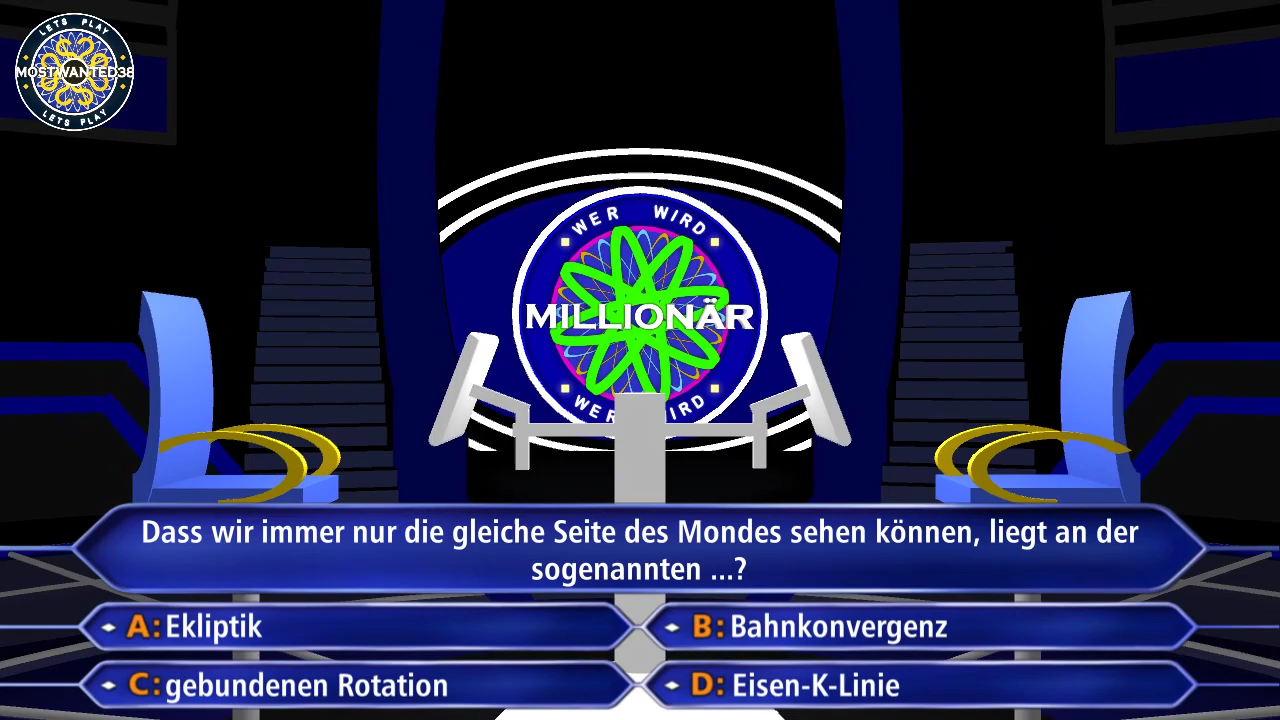 LETS PLAY
MOSTWANTED38
LETS PLAY
WER WIRD
MILLIONÄR
WER WIRD
Dass wir immer nur die gleiche Seite des Mondes sehen können, liegt an der
sogenannten ...?
A: Ekliptik
B: Bahnkonvergenz
C: gebundenen Rotation
D: Eisen-K-Linie